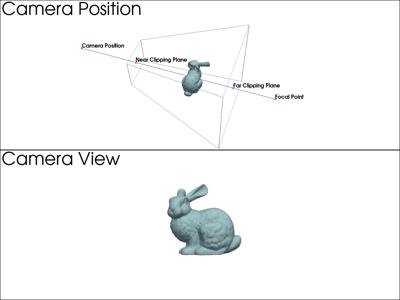 Camera Position
Camera Position
Near Clipping Plane
Far Clipping Plane
Focal Point
Camera View